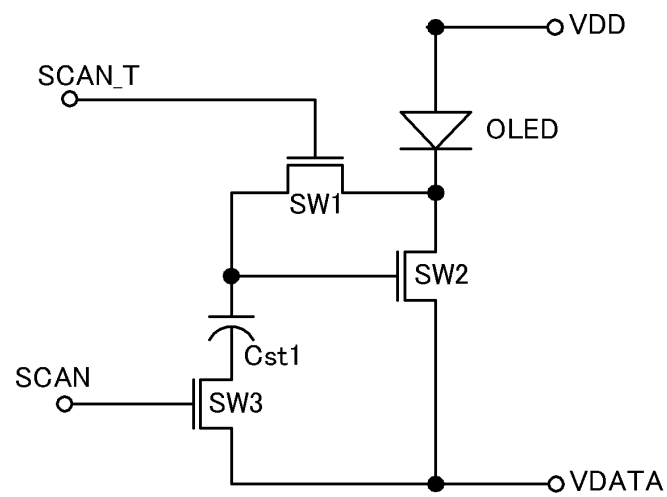 VDD
SCAN_T
OLED
SW1
SW2
Cst1
SCAN
SW3
VDATA